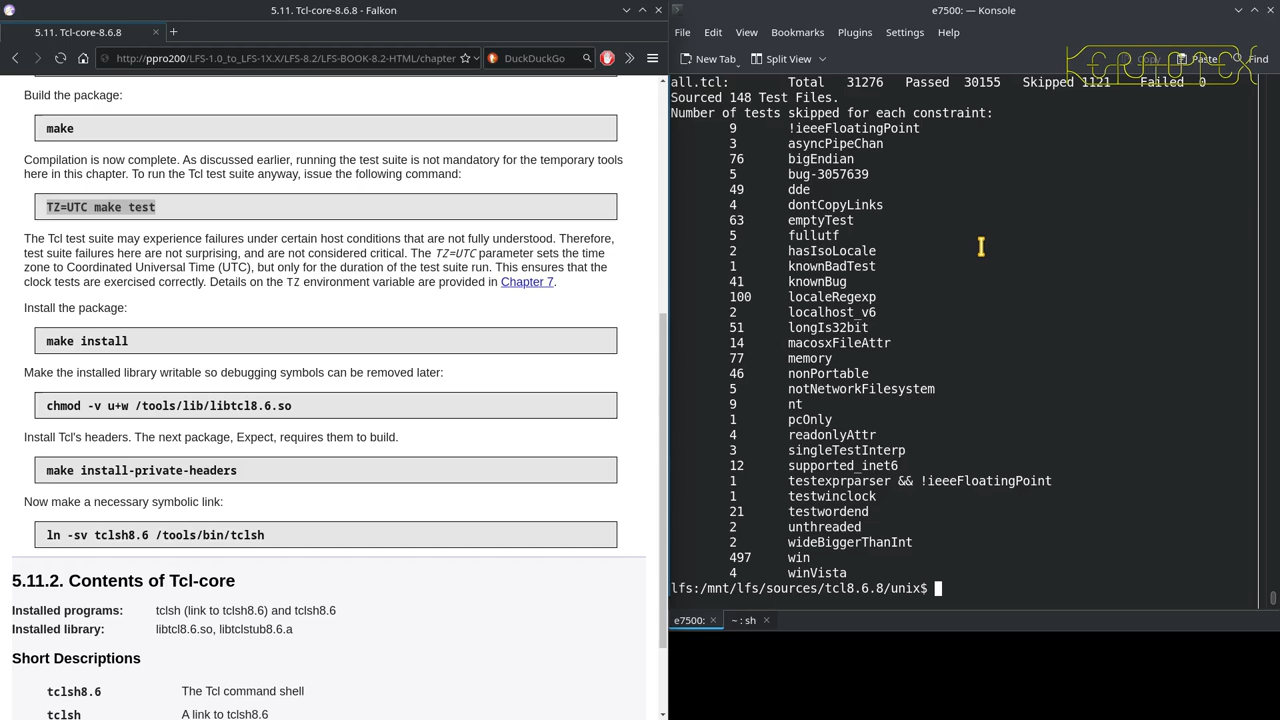 5.11. Tcl-core-8.6.8 - Falkon
5.11. Tcl-core-8.6.8
http://ppro200/LFS-1.0_to_LFS-1X.X/LFS-8.2/LFS-BOOK-8.2-HTML/chapter
DuckDuckGo
Build the package:
make
Compilation is now complete. As discussed earlier, running the test suite is not mandatory for the temporary tools
here in this chapter. To run the Tcl test suite anyway, issue the following command:
TZ=UTC make test
The Tcl test suite may experience failures under certain host conditions that are not fully understood. Therefore,
test suite failures here are not surprising, and are not considered critical. The TZ=UTC parameter sets the time
zone to Coordinated Universal Time (UTC), but only for the duration of the test suite run. This ensures that the
clock tests are exercised correctly. Details on the TZ environment variable are provided in Chapter 7.
Install the package:
make install
Make the installed library writable so debugging symbols can be removed later:
chmod -v u+w /tools/lib/libtcl8.6.so
Install Tcl's headers. The next package, Expect, requires them to build.
make install-private-headers
Now make a necessary symbolic link:
ln -sv tclsh8.6 /tools/bin/tclsh
5.11.2. Contents of Tcl-core
Installed programs: tclsh (link to tclsh8.6) and tclsh8.6
Installed library: libtcl8.6.so, libtclstub8.6.a
Short Descriptions
tclsh8.6 The Tcl command shell
tclsh A link to tclsh8.6
e7500: — Konsole
File Edit View Bookmarks Plugins Settings Help
New Tab Split View Copy Paste Find
all.tcl: Total 31276 Passed 30155 Skipped 1121 Failed 0
Sourced 148 Test Files.
Number of tests skipped for each constraint:
9 !ieeeFloatingPoint
3 asyncPipeChan
76 bigEndian
5 bug-3057639
49 dde
4 dontCopyLinks
63 emptyTest
5 fullutf
2 hasIsoLocale
1 knownBadTest
41 knownBug
100 localeRegexp
2 localhost_v6
51 longIs32bit
14 macosxFileAttr
77 memory
46 nonPortable
5 notNetworkFilesystem
9 nt
1 pcOnly
4 readonlyAttr
3 singleTestInterp
12 supported_inet6
1 testexprparser && !ieeeFloatingPoint
1 testwinclock
21 testwordend
2 unthreaded
2 wideBiggerThanInt
497 win
4 winVista
lfs:/mnt/lfs/sources/tcl8.6.8/unix$
e7500: ~ : sh